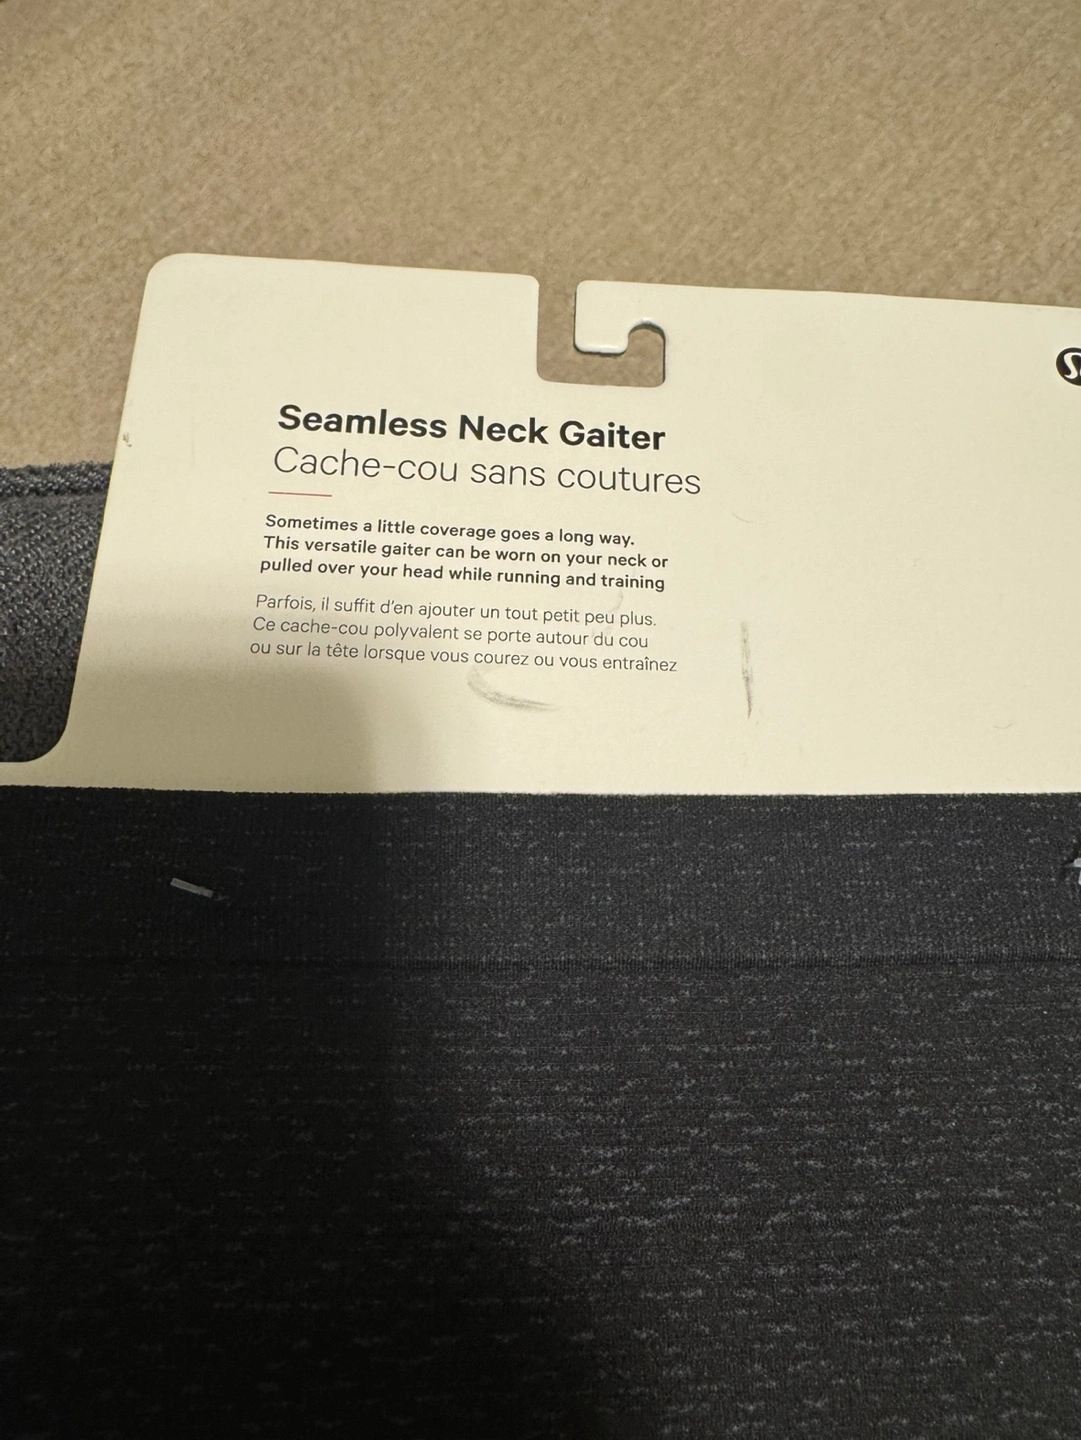 Seamless Neck Gaiter
Cache-cou sans coutures
Sometimes a little coverage goes a long way.
This versatile gaiter can be worn on your neck or
pulled over your head while running and training
Parfois, il suffit d'en ajouter un tout petit peu plus.
Ce cache-cou polyvalent se porte autour du cou
ou sur la tête lorsque vous courez ou vous entraînez